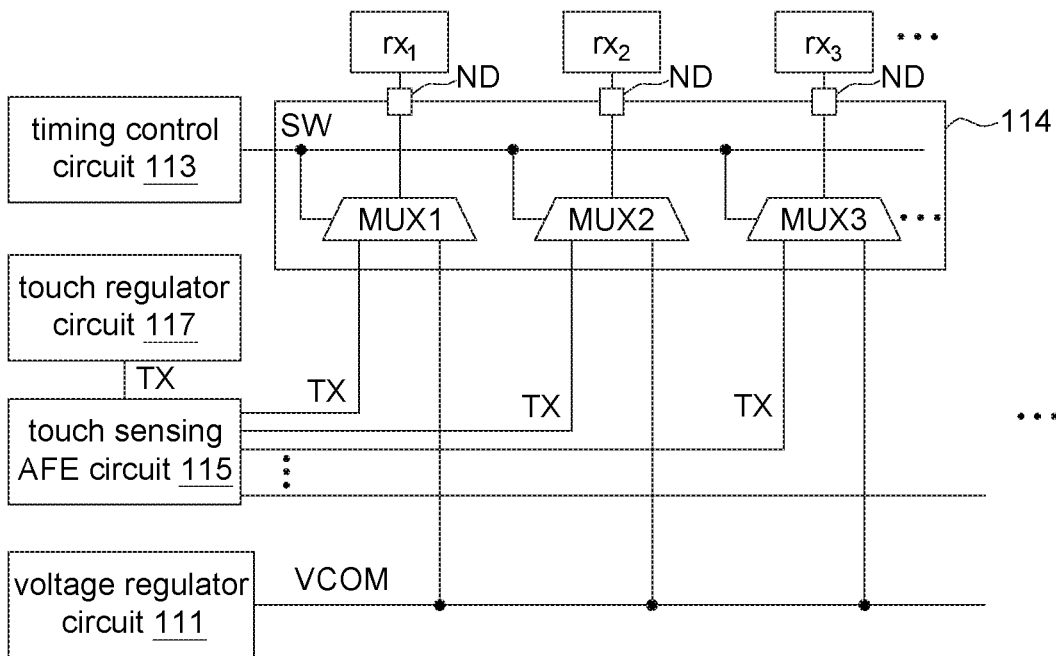 rx₁
rx₂
rx₃
ND
ND
ND
timing control
circuit 113
SW
114
MUX1
MUX2
MUX3
touch regulator
circuit 117
TX
TX
TX
TX
touch sensing
AFE circuit 115
voltage regulator
circuit 111
VCOM